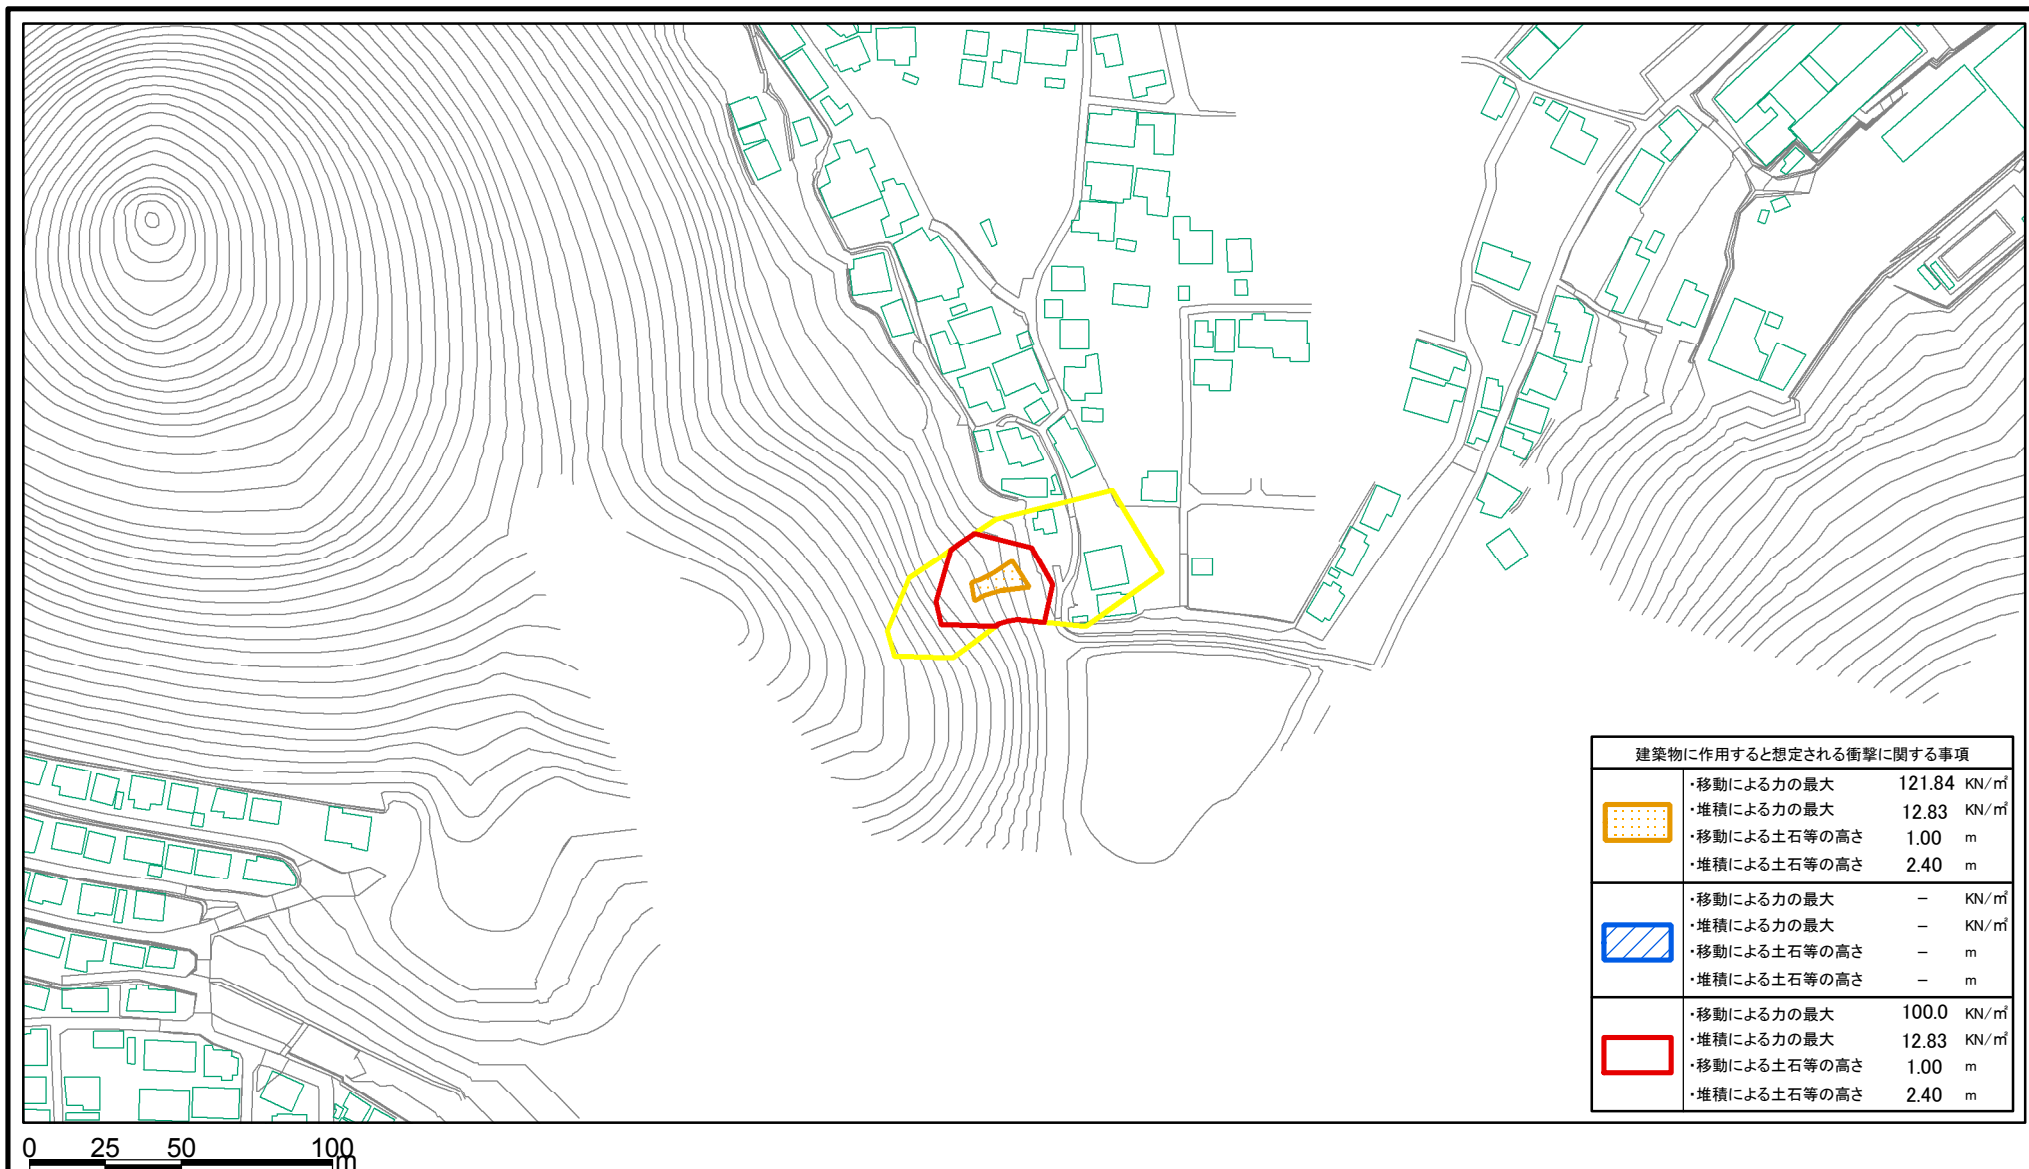 建築物に作用すると想定される衝撃に関する事項
・移動による力の最大 121.84 KN/㎡
・堆積による力の最大 12.83 KN/㎡
・移動による土石等の高さ 1.00 m
・堆積による土石等の高さ 2.40 m
・移動による力の最大 － KN/㎡
・堆積による力の最大 － KN/㎡
・移動による土石等の高さ － m
・堆積による土石等の高さ － m
・移動による力の最大 100.0 KN/㎡
・堆積による力の最大 12.83 KN/㎡
・移動による土石等の高さ 1.00 m
・堆積による土石等の高さ 2.40 m
0 25 50 100
m